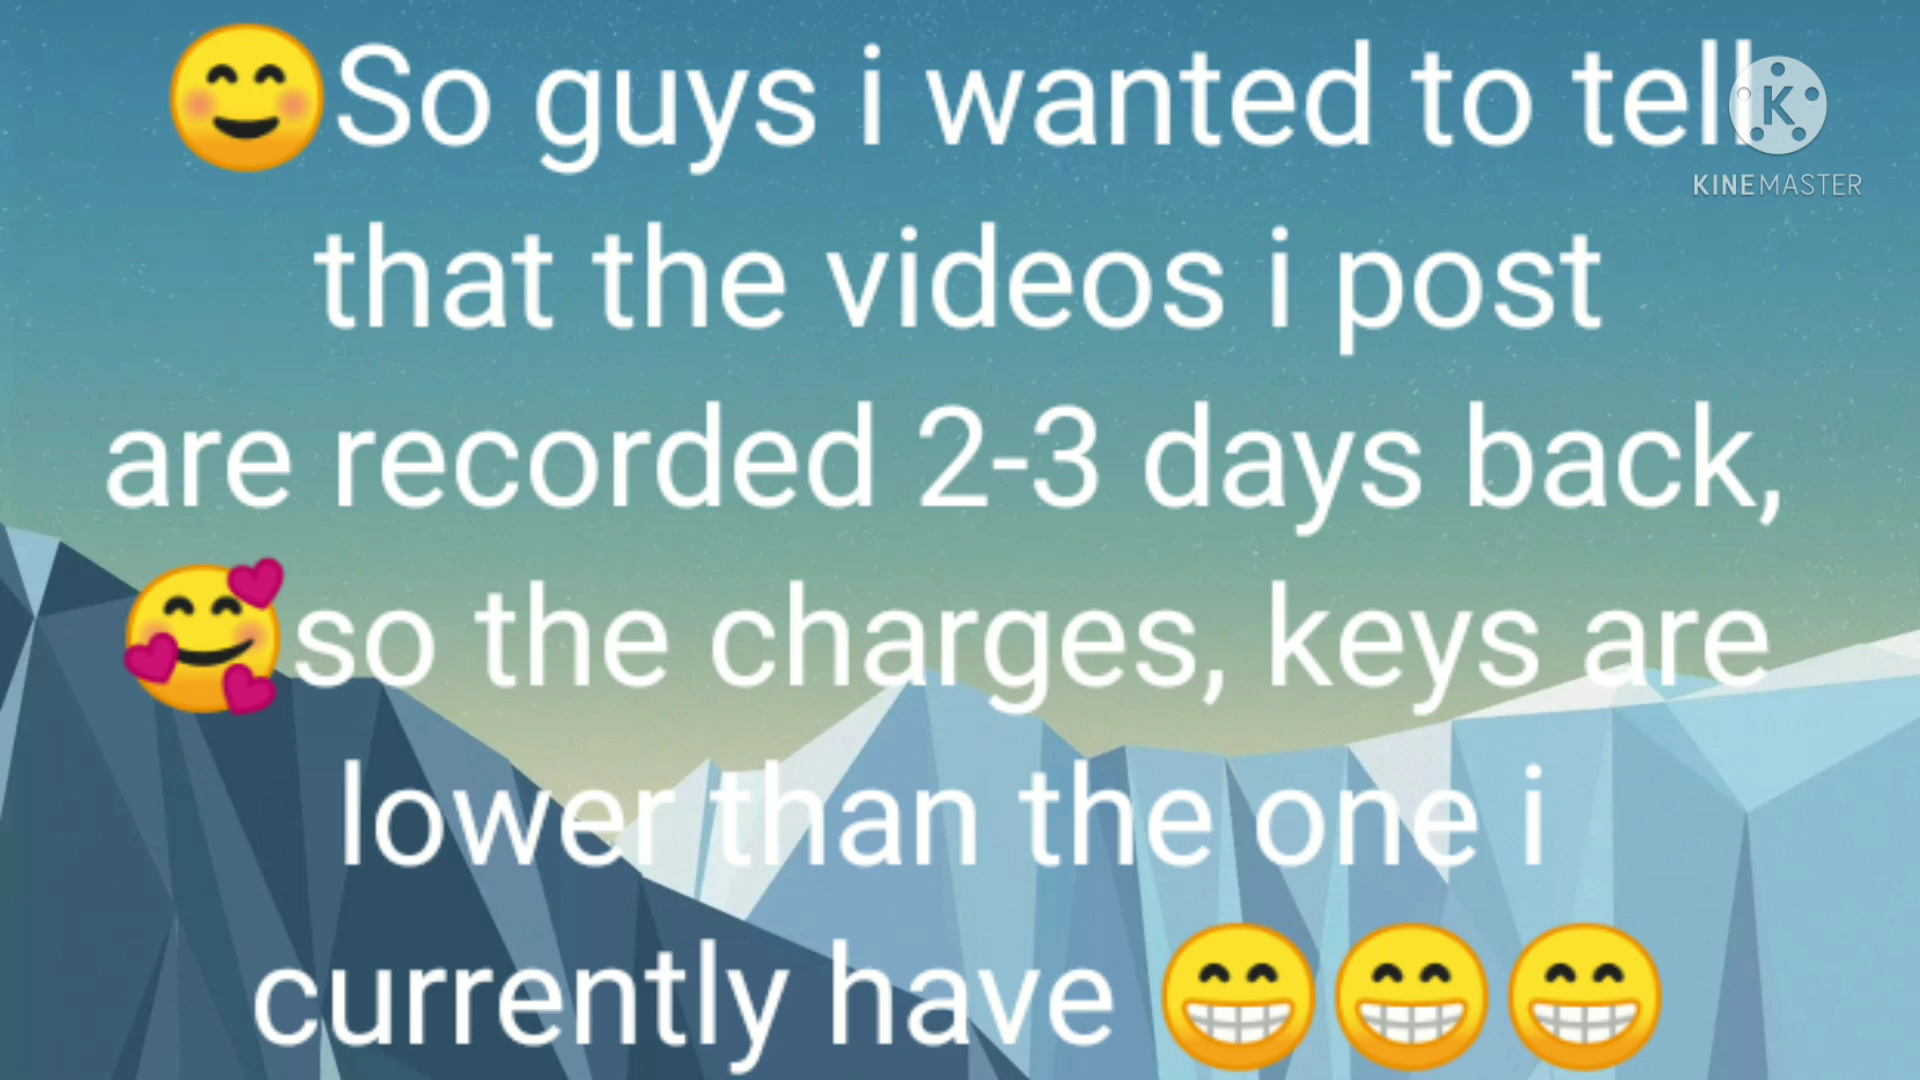 😊So guys i wanted to tell
that the videos i post
are recorded 2-3 days back,
🥰so the charges, keys are
lower than the one i
currently have 😁😁😁
K
KINEMASTER